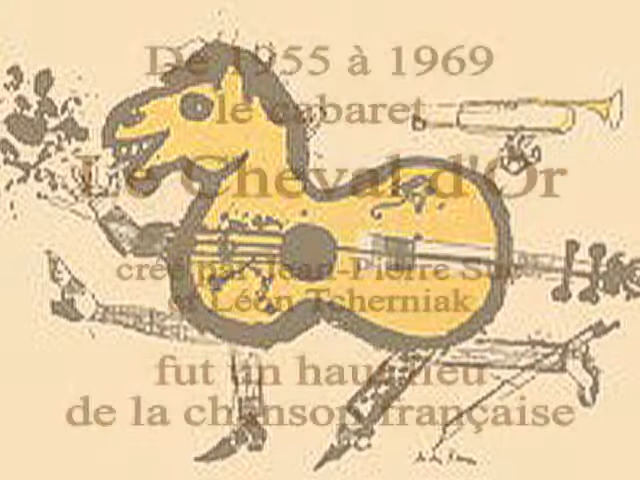 De 1955 à 1969
le cabaret
Le Cheval d'Or
créé par Jean-Pierre
et Léon Tcherniak
fut un haut lieu
de la chanson française